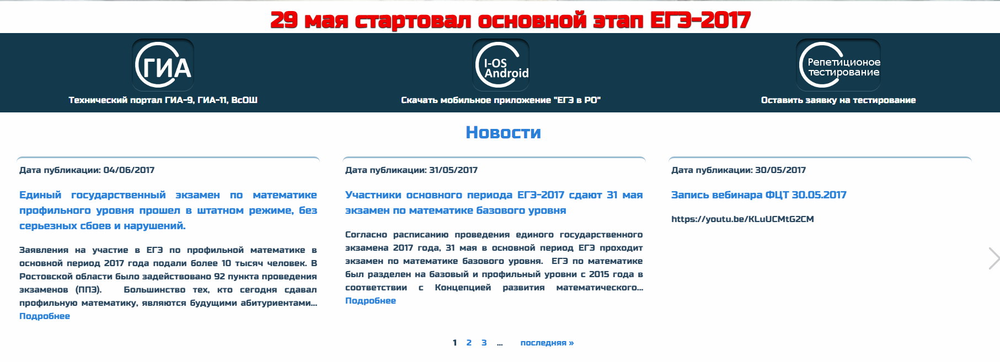 29 мая стартовал основной этап ЕГЭ-2017
ГИА
Технический портал ГИА-9, ГИА-11, ВсОШ
I-OS
Android
Скачать мобильное приложение "ЕГЭ в РО"
Репетиционое
тестирование
Оставить заявку на тестирование
Новости
Дата публикации: 04/06/2017
Единый государственный экзамен по математике
профильного уровня прошел в штатном режиме, без
серьезных сбоев и нарушений.
Заявления на участие в ЕГЭ по профильной математике в
основной период 2017 года подали более 10 тысяч человек. В
Ростовской области было задействовано 92 пункта проведения
экзаменов (ППЭ). Большинство тех, кто сегодня сдавал
профильную математику, являются будущими абитуриентами...
Подробнее
Дата публикации: 31/05/2017
Участники основного периода ЕГЭ-2017 сдают 31 мая
экзамен по математике базового уровня
Согласно расписанию проведения единого государственного
экзамена 2017 года, 31 мая в основной период ЕГЭ проходит
экзамен по математике базового уровня. ЕГЭ по математике
был разделен на базовый и профильный уровни с 2015 года в
соответствии с Концепцией развития математического...
Подробнее
Дата публикации: 30/05/2017
Запись вебинара ФЦТ 30.05.2017
https://youtu.be/KLuUCMtG2CM
1 2 3 ... последняя »